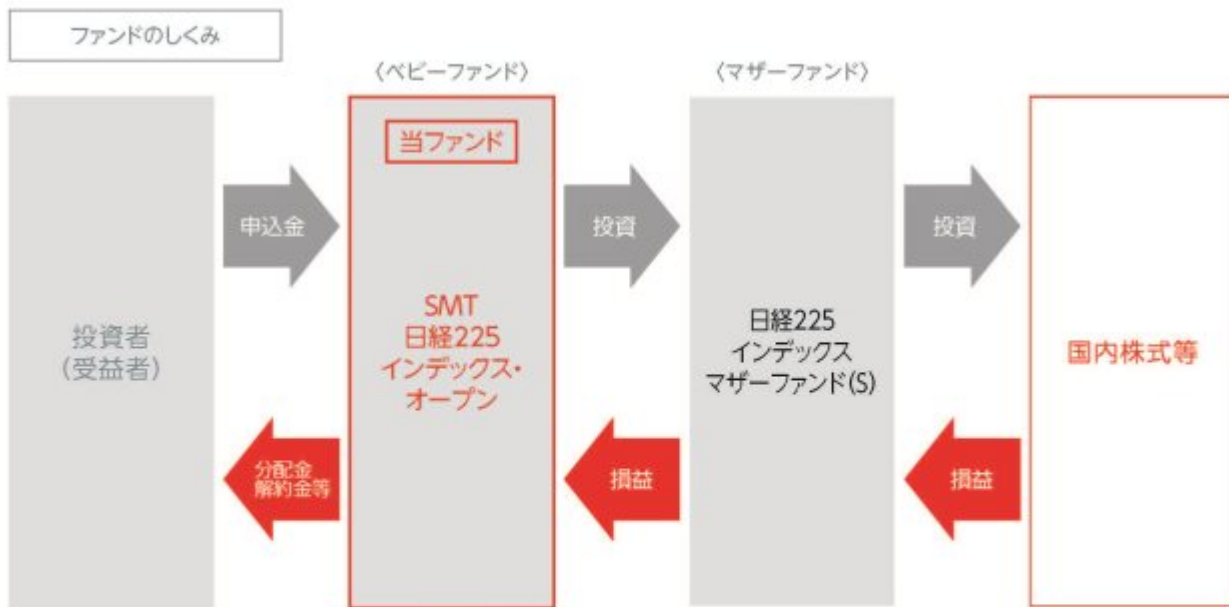 ファンドのしくみ
〈ベビーファンド〉
〈マザーファンド〉
当ファンド
申込金
投資
投資
投資者
(受益者)
SMT
日経225
インデックス・
オープン
日経225
インデックス
マザーファンド(S)
国内株式等
分配金
解約金等
損益
損益